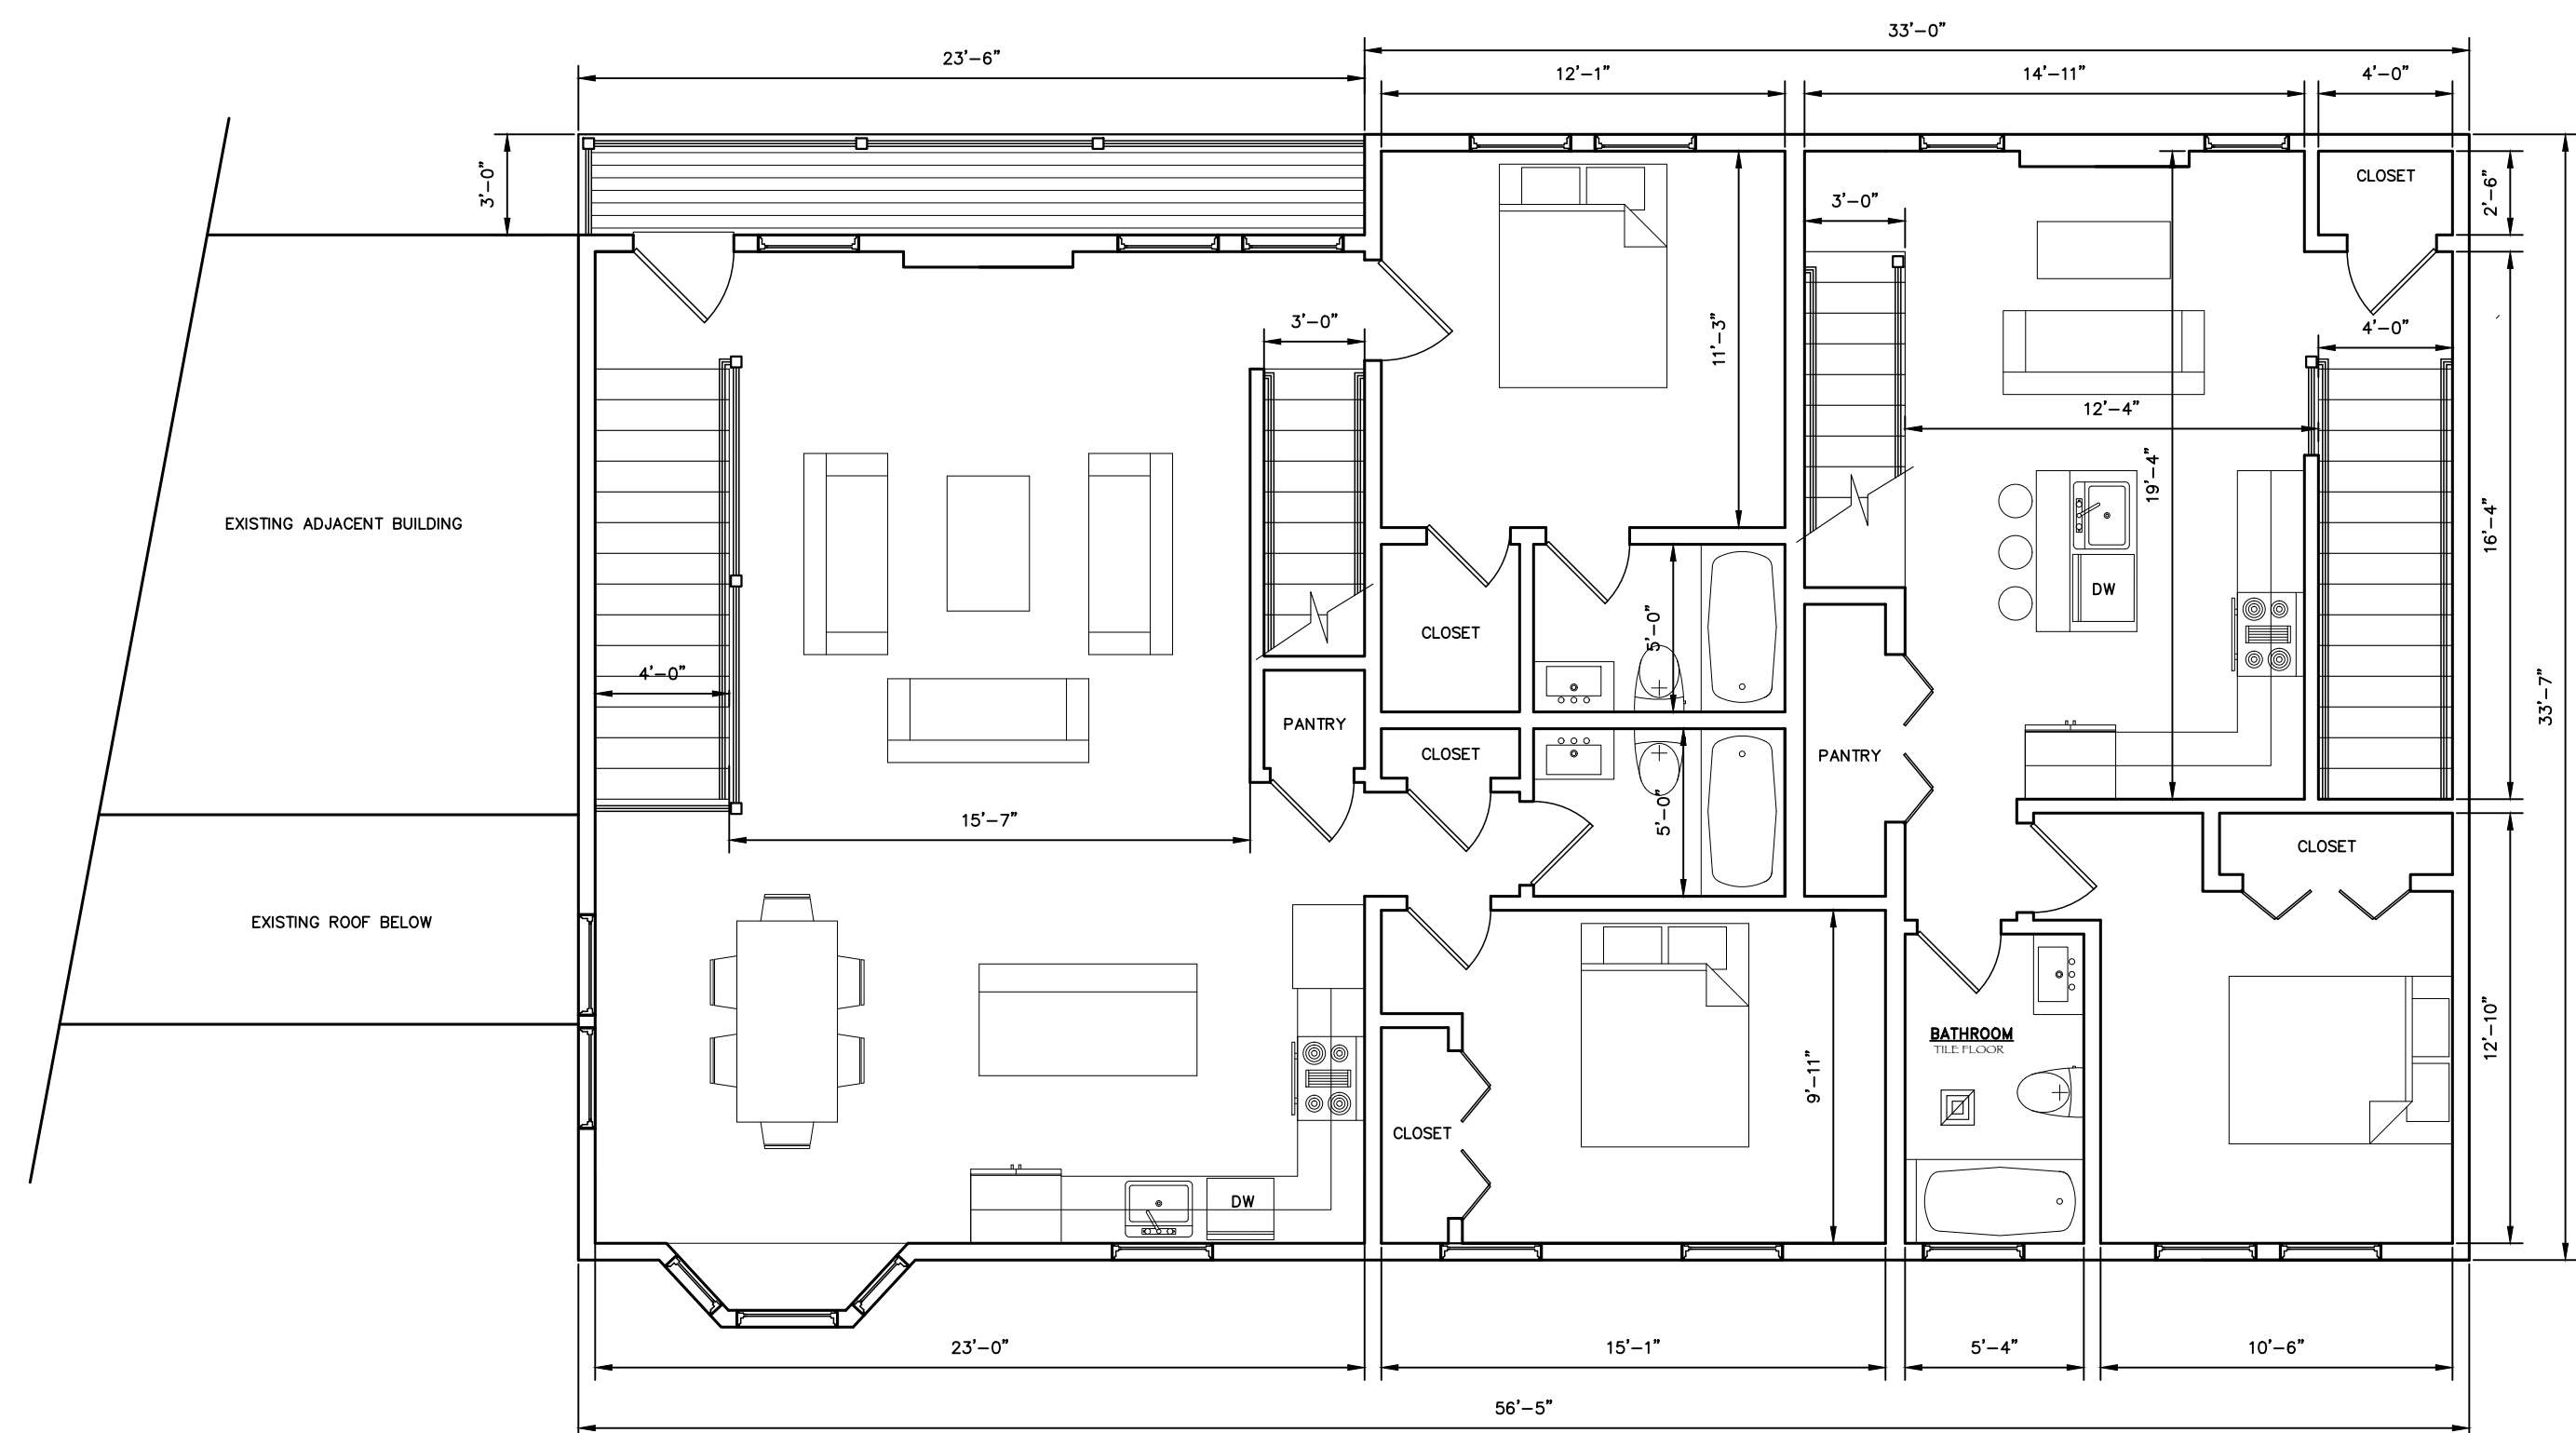 33'-0"
23'-6"
12'-1"
14'-11"
4'-0"
3'-0"
CLOSET
2'-6"
3'-0"
3'-0"
11'-3"
4'-0"
12'-4"
19'-4"
16'-4"
EXISTING ADJACENT BUILDING
DW
CLOSET
5'-0"
4'-0"
33'-7"
PANTRY
CLOSET
PANTRY
15'-7"
5'-0"
CLOSET
EXISTING ROOF BELOW
12'-10"
BATHROOM
TILE FLOOR
9'-11"
CLOSET
DW
23'-0"
15'-1"
5'-4"
10'-6"
56'-5"